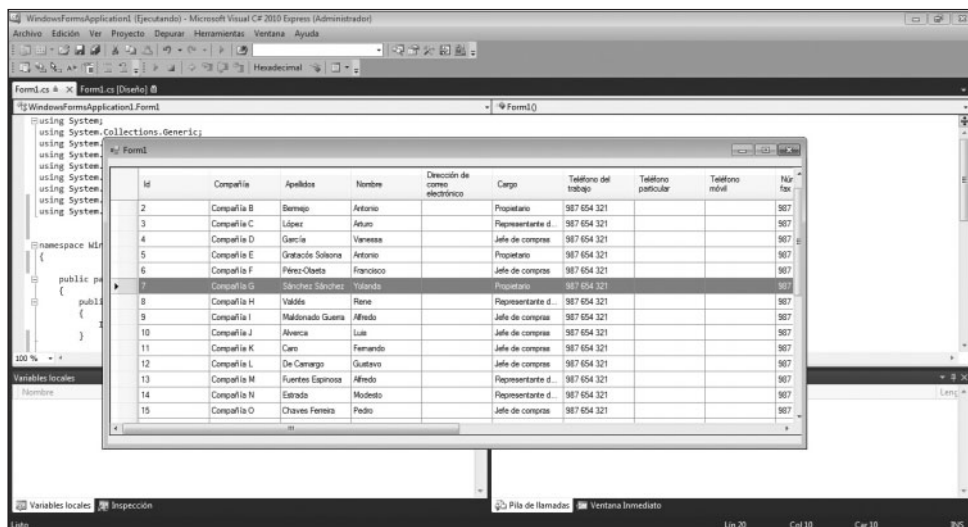 WindowsFormsApplication1 (Ejecutando) - Microsoft Visual C# 2010 Express (Administrador)
Archivo Edición Ver Proyecto Depurar Herramientas Ventana Ayuda
Hexadecimal
Form1.cs Form1.cs [Diseño]
WindowsFormsApplication1.Form1 Form1()
using System;
using System.Collections.Generic;
using System.
using System.
using System.
using System.
using System.
using System.
using System.
namespace Win
{
public pa
{
publi
{
I
}
100 %
Form1
Id Compañía Apellidos Nombre Dirección de correo electrónico Cargo Teléfono del trabajo Teléfono particular Teléfono móvil Núr fax
2 Compañía B Bermejo Antonio Propietario 987 654 321 987
3 Compañía C López Arturo Representante d... 987 654 321 987
4 Compañía D García Vanessa Jefe de compras 987 654 321 987
5 Compañía E Gratacós Solsona Antonio Propietario 987 654 321 987
6 Compañía F Pérez-Olaeta Francisco Jefe de compras 987 654 321 987
7 Compañía G Sánchez Sánchez Yolanda Propietario 987 654 321 987
8 Compañía H Valdés Rene Representante d... 987 654 321 987
9 Compañía I Maldonado Guerra Alfredo Jefe de compras 987 654 321 987
10 Compañía J Alverca Luis Jefe de compras 987 654 321 987
11 Compañía K Caro Fernando Jefe de compras 987 654 321 987
12 Compañía L De Camargo Gustavo Jefe de compras 987 654 321 987
13 Compañía M Fuentes Espinosa Alfredo Representante d... 987 654 321 987
14 Compañía N Estrada Modesto Representante d... 987 654 321 987
15 Compañía O Chaves Ferreira Pedro Jefe de compras 987 654 321 987
Variables locales
Nombre Leng
Variables locales Inspección Pila de llamadas Ventana Inmediato
Listo Lín 20 Col 10 Car 10 INS